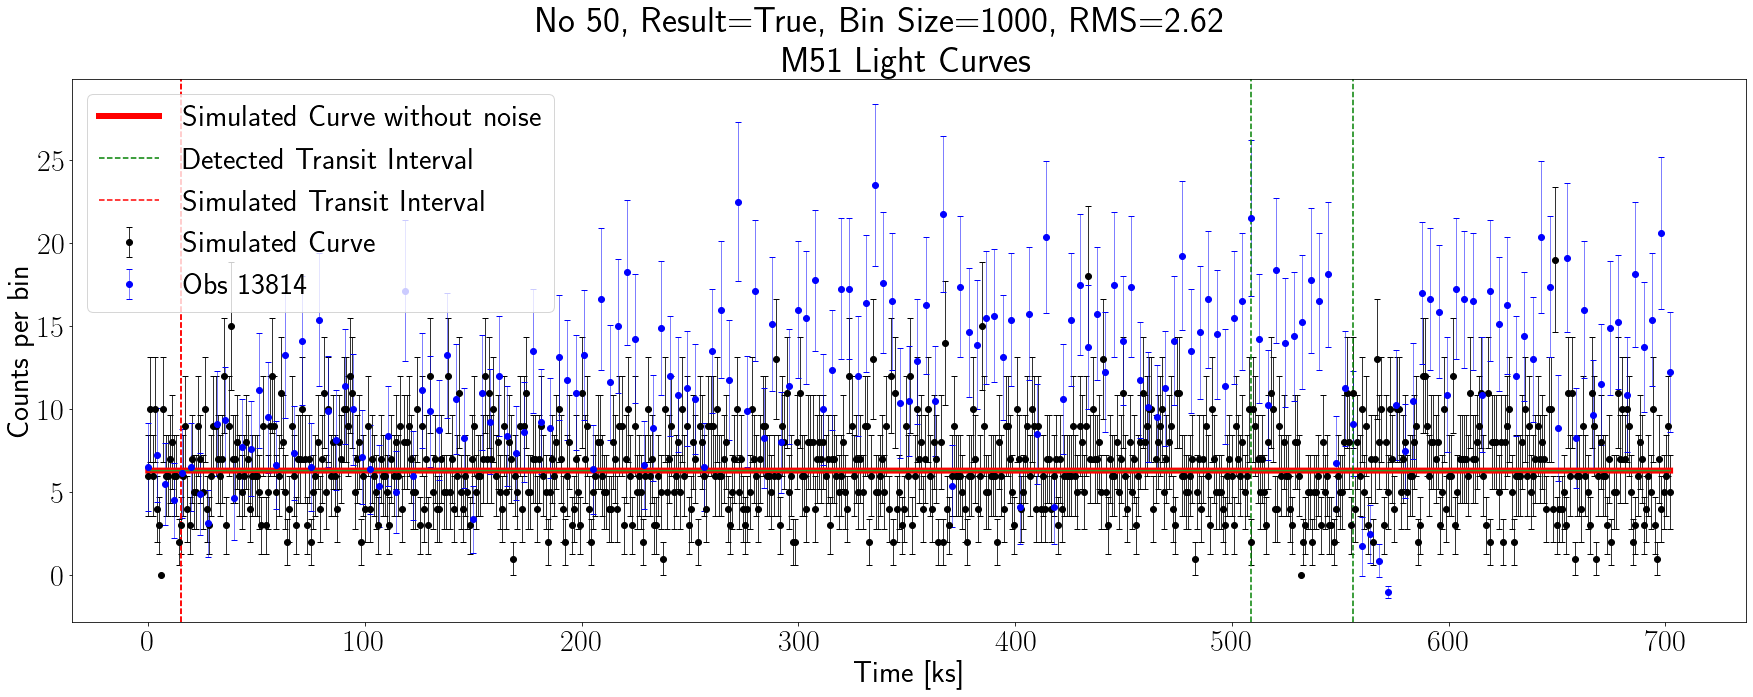 No 50, Result=True, Bin Size=1000, RMS=2.62
M51 Light Curves
Simulated Curve without noise
Detected Transit Interval
Simulated Transit Interval
Simulated Curve
Obs 13814
Counts per bin
25
20
15
10
5
0
0 100 200 300 400 500 600 700
Time [ks]